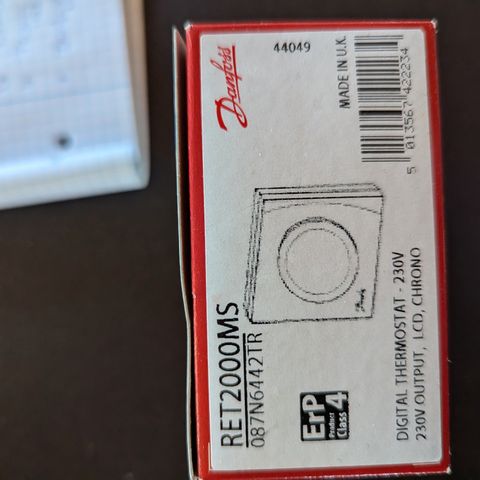 Danfoss
44049
MADE IN U.K.
5 013567 422234
Danfoss
RET2000MS
087N6442TR
ErP
Product
Class 4
DIGITAL THERMOSTAT - 230V
230V OUTPUT, LCD, CHRONO